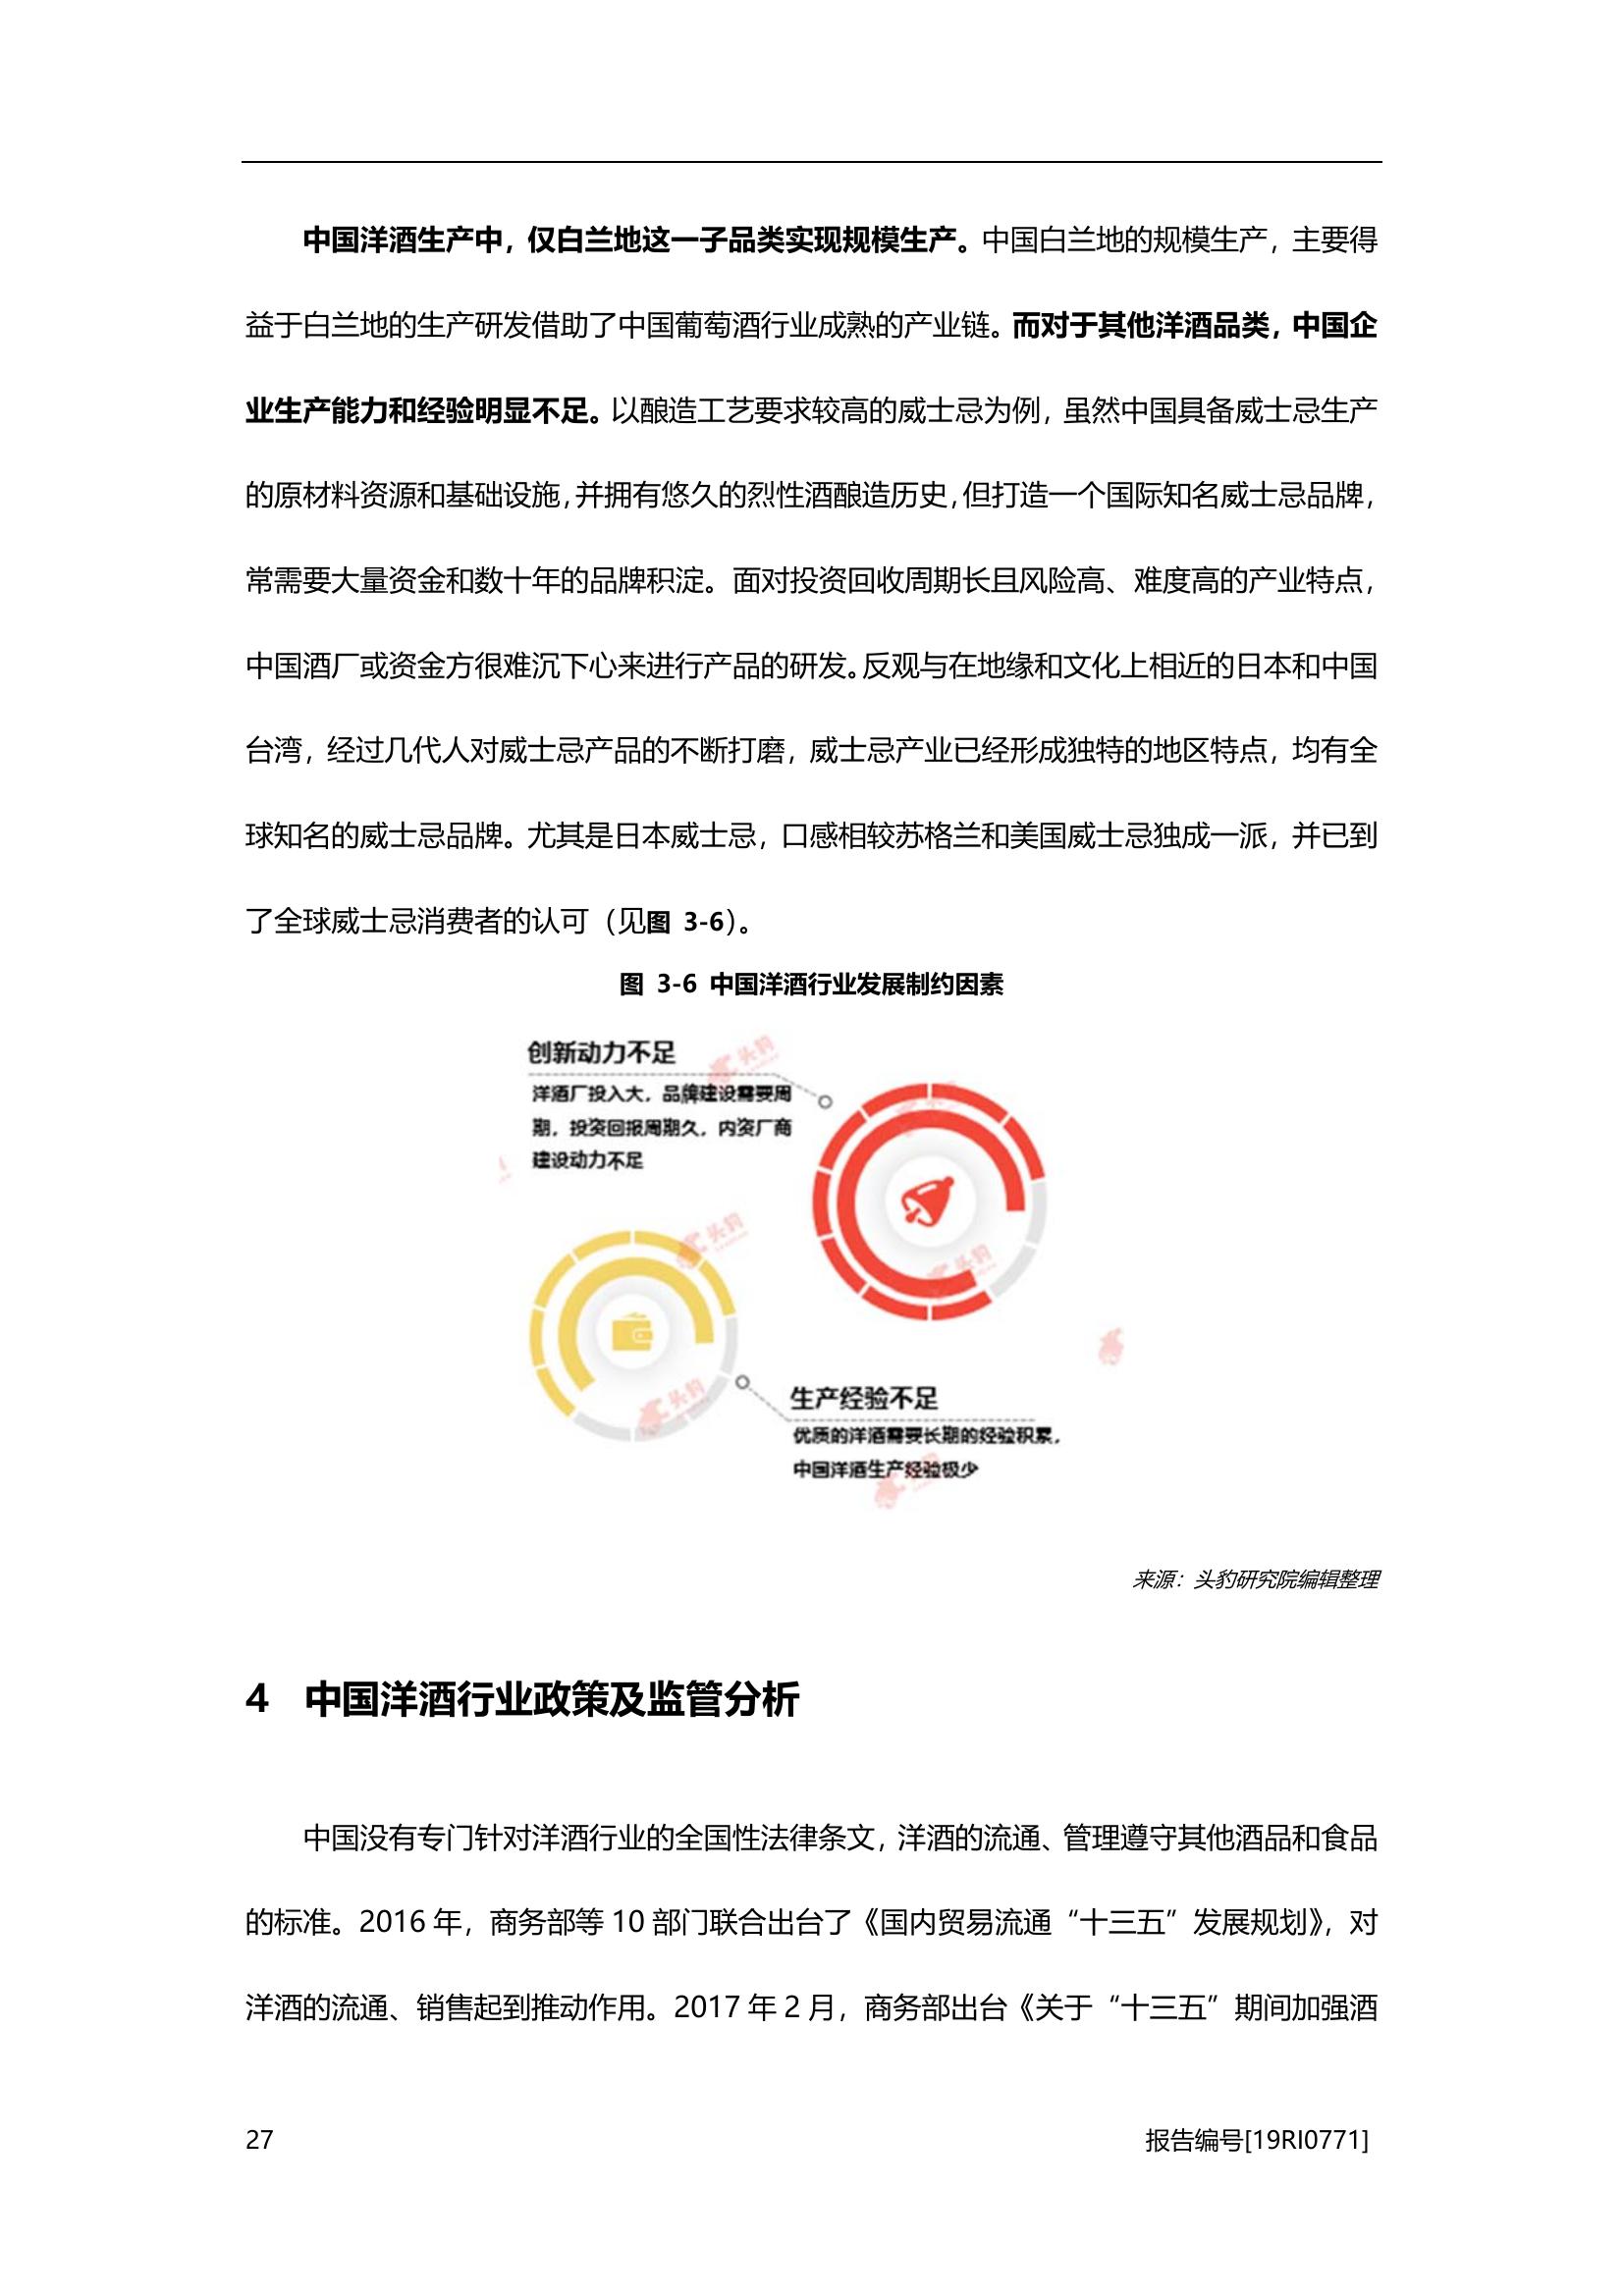 中国洋酒生产中，仅白兰地这一子品类实现规模生产。中国白兰地的规模生产，主要得
益于白兰地的生产研发借助了中国葡萄酒行业成熟的产业链。而对于其他洋酒品类，中国企
业生产能力和经验明显不足。以酿造工艺要求较高的威士忌为例，虽然中国具备威士忌生产
的原材料资源和基础设施，并拥有悠久的烈性酒酿造历史，但打造一个国际知名威士忌品牌，
常需要大量资金和数十年的品牌积淀。面对投资回收周期长且风险高、难度高的产业特点，
中国酒厂或资金方很难沉下心来进行产品的研发。反观与在地缘和文化上相近的日本和中国
台湾，经过几代人对威士忌产品的不断打磨，威士忌产业已经形成独特的地区特点，均有全
球知名的威士忌品牌。尤其是日本威士忌，口感相较苏格兰和美国威士忌独成一派，并已到
了全球威士忌消费者的认可（见图 3-6）。
图 3-6 中国洋酒行业发展制约因素
创新动力不足
洋酒厂投入大，品牌建设需要周
期，投资回报周期久，内资厂商
建设动力不足
生产经验不足
优质的洋酒需要长期的经验积累，
中国洋酒生产经验极少
头豹
头豹
头豹
头豹
来源：头豹研究院编辑整理
4 中国洋酒行业政策及监管分析
中国没有专门针对洋酒行业的全国性法律条文，洋酒的流通、管理遵守其他酒品和食品
的标准。2016 年，商务部等 10 部门联合出台了《国内贸易流通“十三五”发展规划》，对
洋酒的流通、销售起到推动作用。2017 年 2 月，商务部出台《关于“十三五”期间加强酒
27
报告编号[19RI0771]